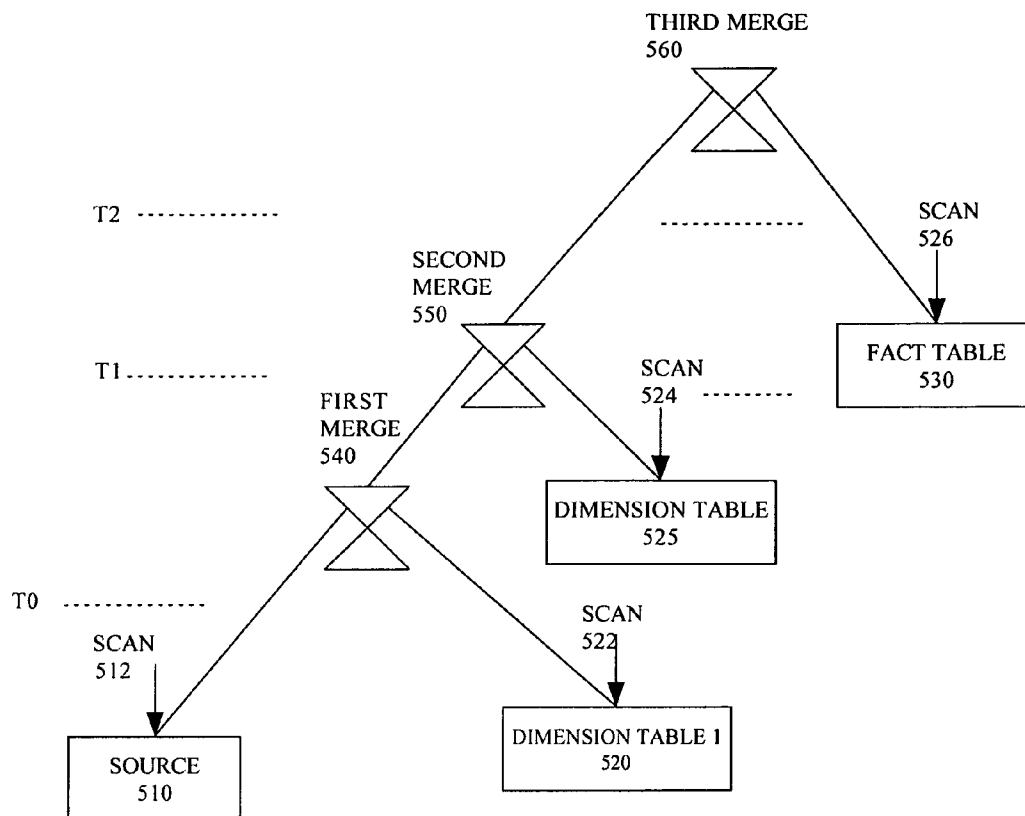 THIRD MERGE
560
T2
SCAN
526
SECOND
MERGE
550
FACT TABLE
530
T1
SCAN
524
FIRST
MERGE
540
DIMENSION TABLE
525
T0
SCAN
522
SCAN
512
DIMENSION TABLE 1
520
SOURCE
510